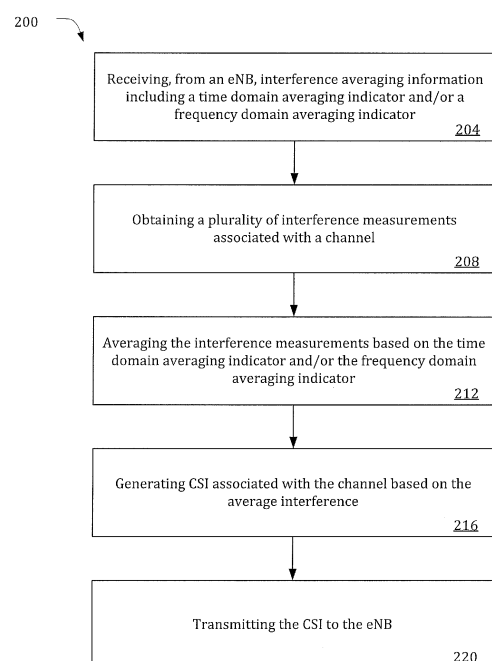 200
Receiving, from an eNB, interference averaging information
including a time domain averaging indicator and/or a
frequency domain averaging indicator
204
Obtaining a plurality of interference measurements
associated with a channel
208
Averaging the interference measurements based on the time
domain averaging indicator and/or the frequency domain
averaging indicator
212
Generating CSI associated with the channel based on the
average interference
216
Transmitting the CSI to the eNB
220